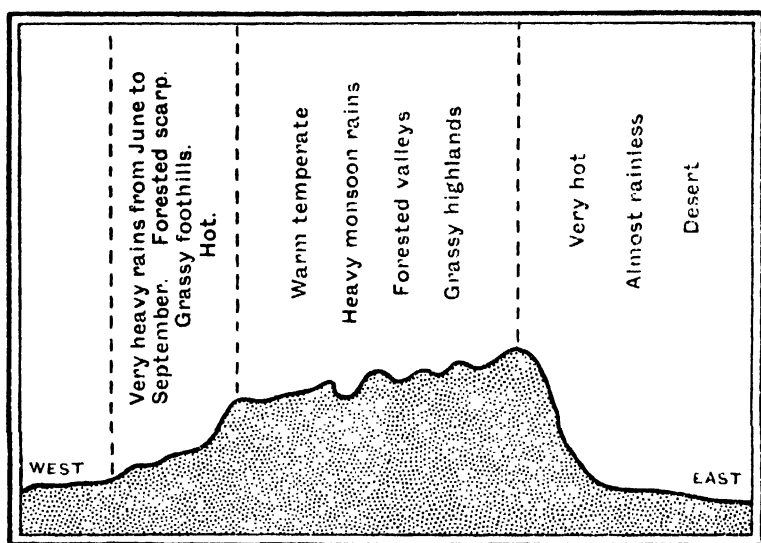 Very heavy rains from June to
September. Forested scarp.
Grassy foothills.
Hot.
Warm temperate
Heavy monsoon rains
Forested valleys
Grassy highlands
Very hot
Almost rainless
Desert
WEST
EAST